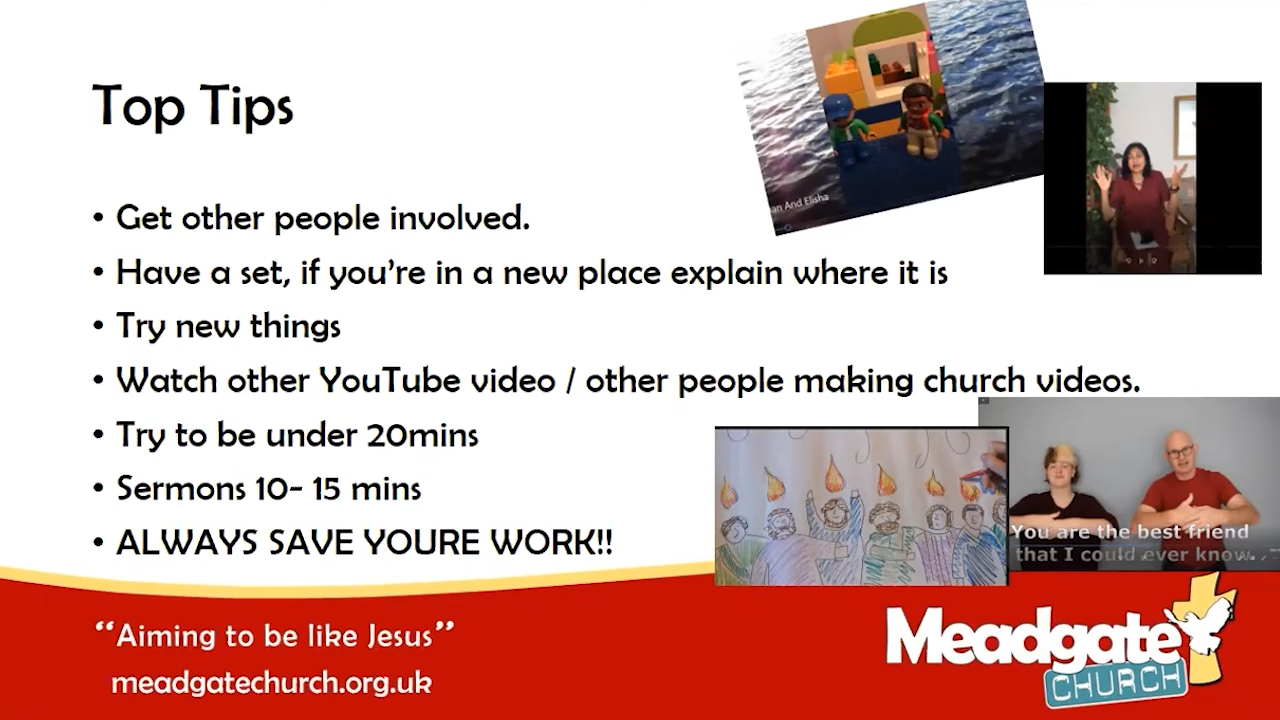 Top Tips
an And Elisha
• Get other people involved.
• Have a set, if you’re in a new place explain where it is
• Try new things
• Watch other YouTube video / other people making church videos.
• Try to be under 20mins
• Sermons 10- 15 mins
• ALWAYS SAVE YOURE WORK!!
You are the best friend
that I could ever know.
“Aiming to be like Jesus”
meadgatechurch.org.uk
Meadgate
CHURCH